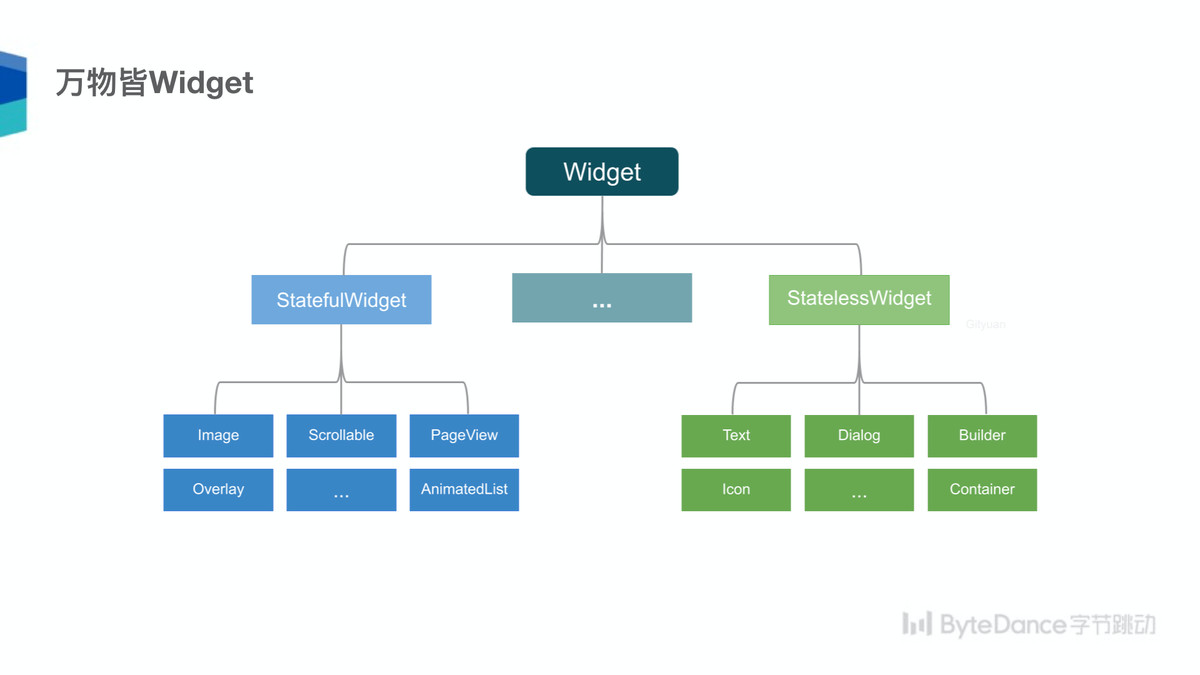 万物皆Widget
Widget
StatefulWidget
...
StatelessWidget
Gityuan
Image
Scrollable
PageView
Text
Dialog
Builder
Overlay
...
AnimatedList
Icon
...
Container
ByteDance字节跳动